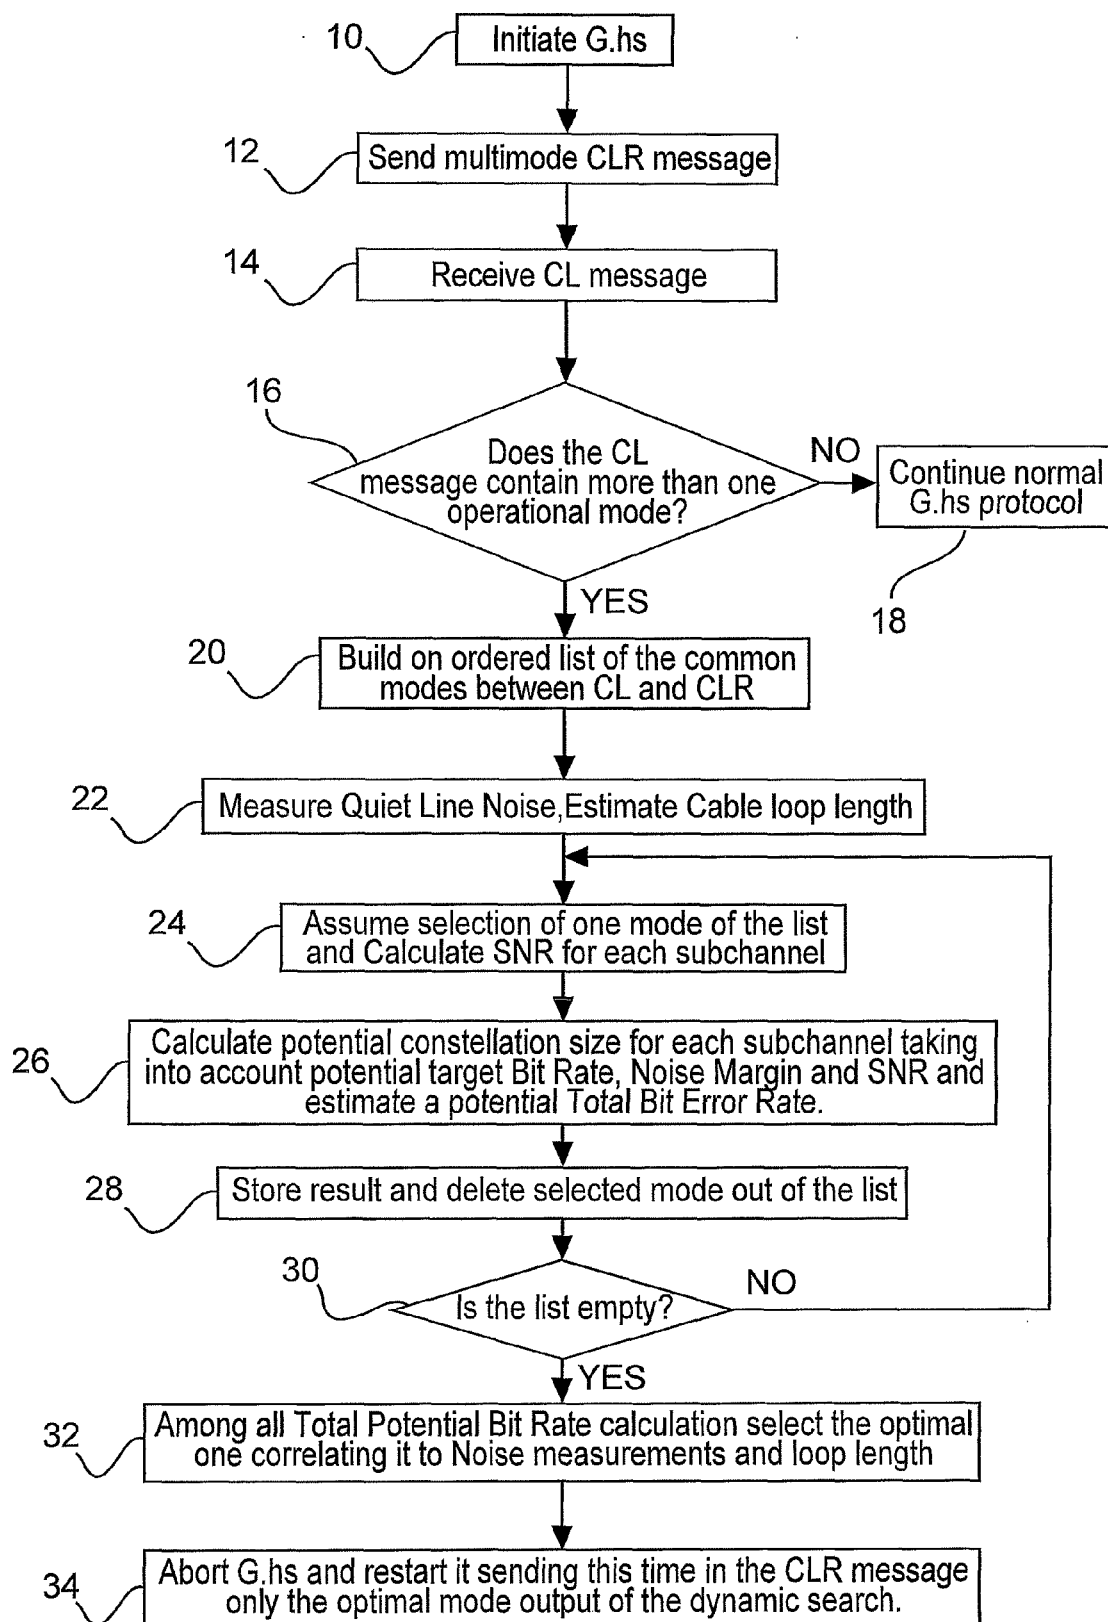 10
Initiate G.hs
12
Send multimode CLR message
14
Receive CL message
16
Does the CL
message contain more than one
operational mode?
NO
Continue normal
G.hs protocol
18
YES
20
Build on ordered list of the common
modes between CL and CLR
22
Measure Quiet Line Noise,Estimate Cable loop length
24
Assume selection of one mode of the list
and Calculate SNR for each subchannel
26
Calculate potential constellation size for each subchannel taking
into account potential target Bit Rate, Noise Margin and SNR and
estimate a potential Total Bit Error Rate.
28
Store result and delete selected mode out of the list
30
Is the list empty?
NO
YES
32
Among all Total Potential Bit Rate calculation select the optimal
one correlating it to Noise measurements and loop length
34
Abort G.hs and restart it sending this time in the CLR message
only the optimal mode output of the dynamic search.